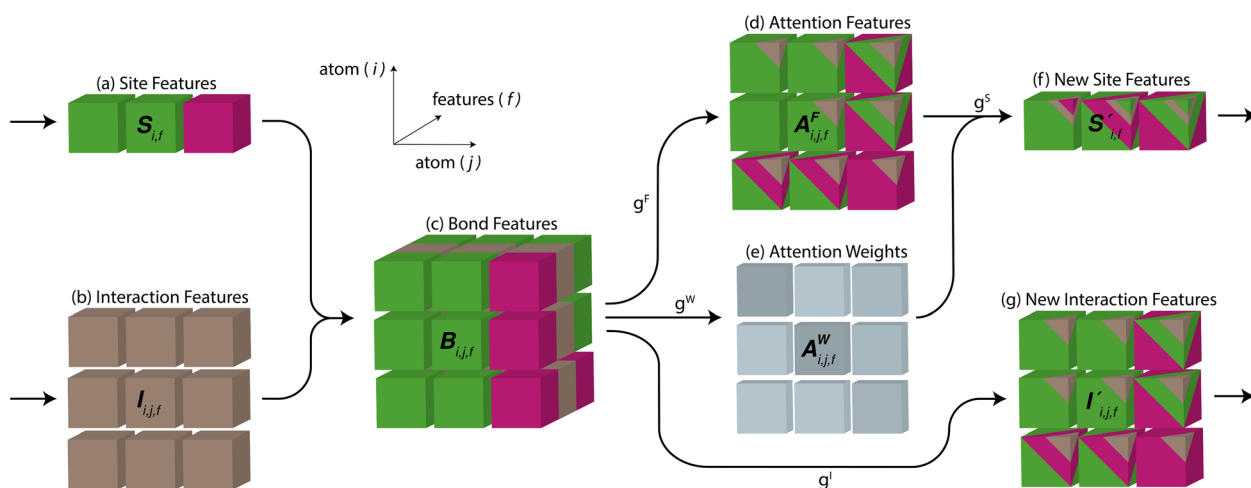 (d) Attention Features
(a) Site Features
atom (i)
features (f)
atom (j)
S i,f
A F i,j,f
g S
(f) New Site Features
S´ i,f
g F
(c) Bond Features
(b) Interaction Features
(e) Attention Weights
(g) New Interaction Features
g W
B i,j,f
A W i,j,f
I i,j,f
I´ i,j,f
g I